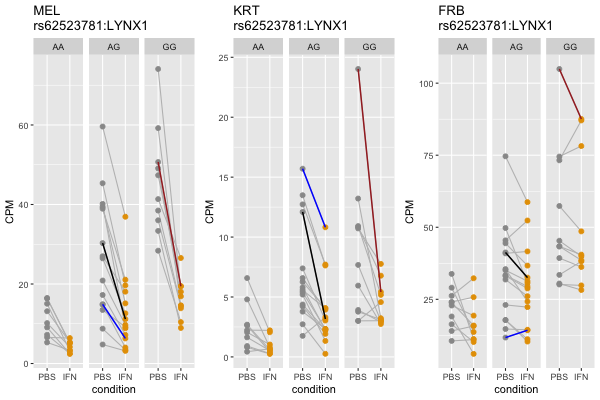 MEL
rs62523781:LYNX1
AA AG GG
CPM
60
40
20
0
PBS IFN PBS IFN PBS IFN
condition
KRT
rs62523781:LYNX1
AA AG GG
CPM
25
20
15
10
5
0
PBS IFN PBS IFN PBS IFN
condition
FRB
rs62523781:LYNX1
AA AG GG
CPM
100
75
50
25
PBS IFN PBS IFN PBS IFN
condition